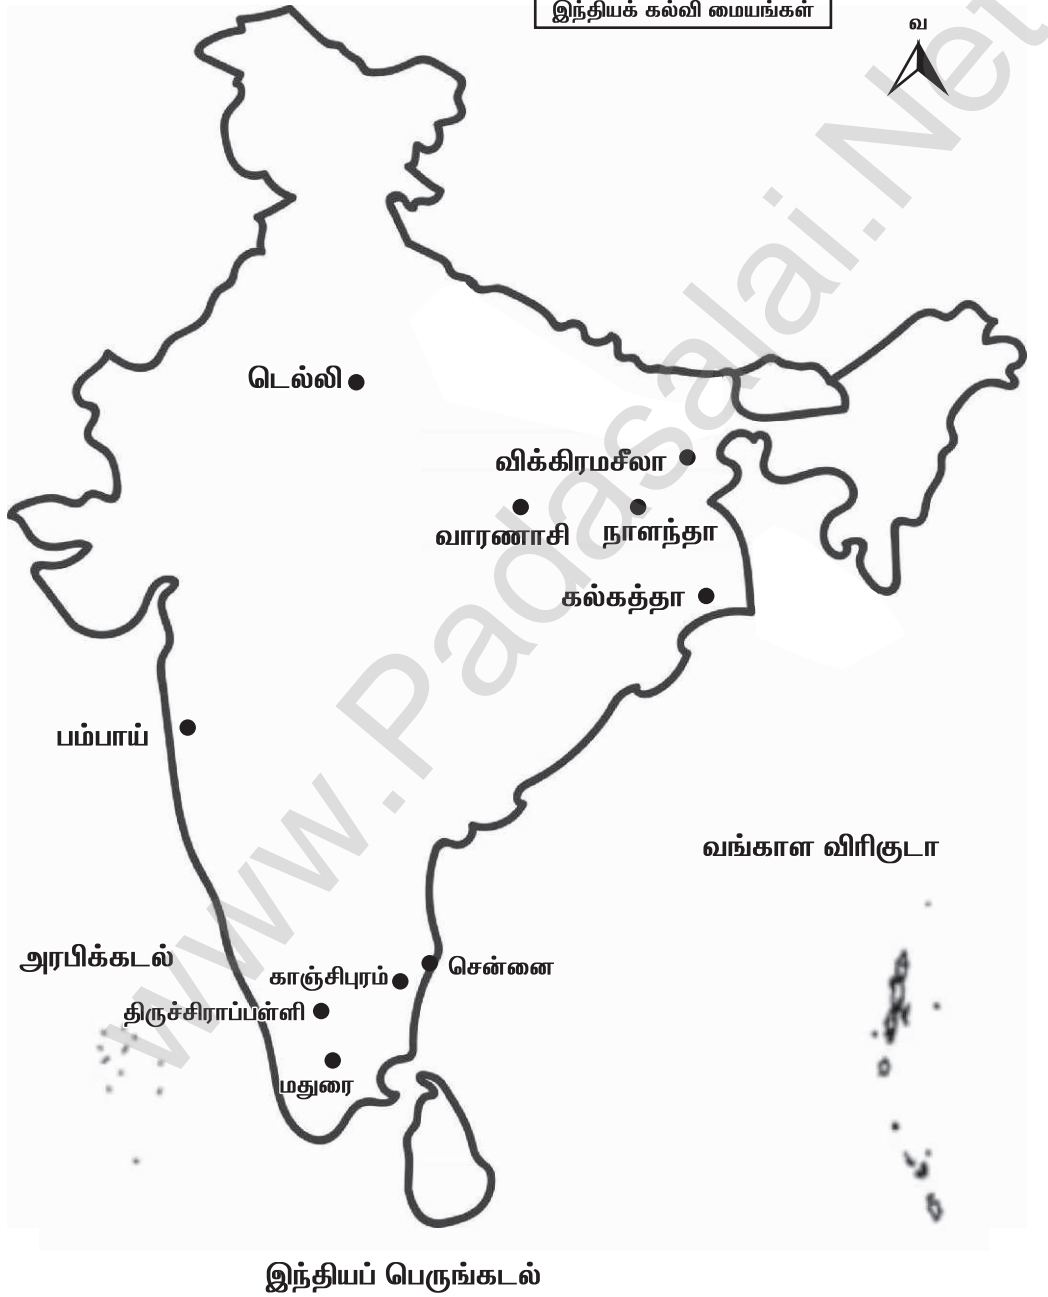 இந்தியக் கல்வி மையங்கள்
வ
டெல்லி
விக்கிரமசீலா
வாரணாசி
நாளந்தா
கல்கத்தா
பம்பாய்
வங்காள விரிகுடா
அரபிக்கடல்
சென்னை
காஞ்சிபுரம்
திருச்சிராப்பள்ளி
மதுரை
இந்தியப் பெருங்கடல்
www.Padasalai.Net